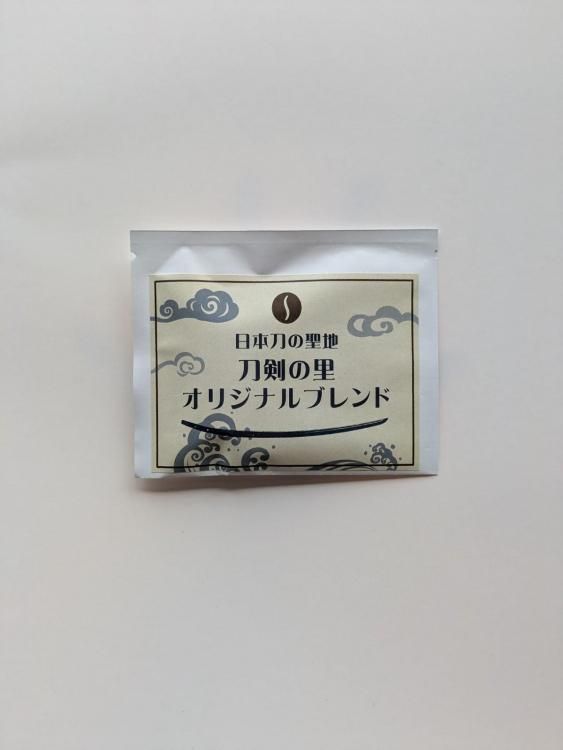 日本刀の聖地
刀剣の里
オリジナルブレンド